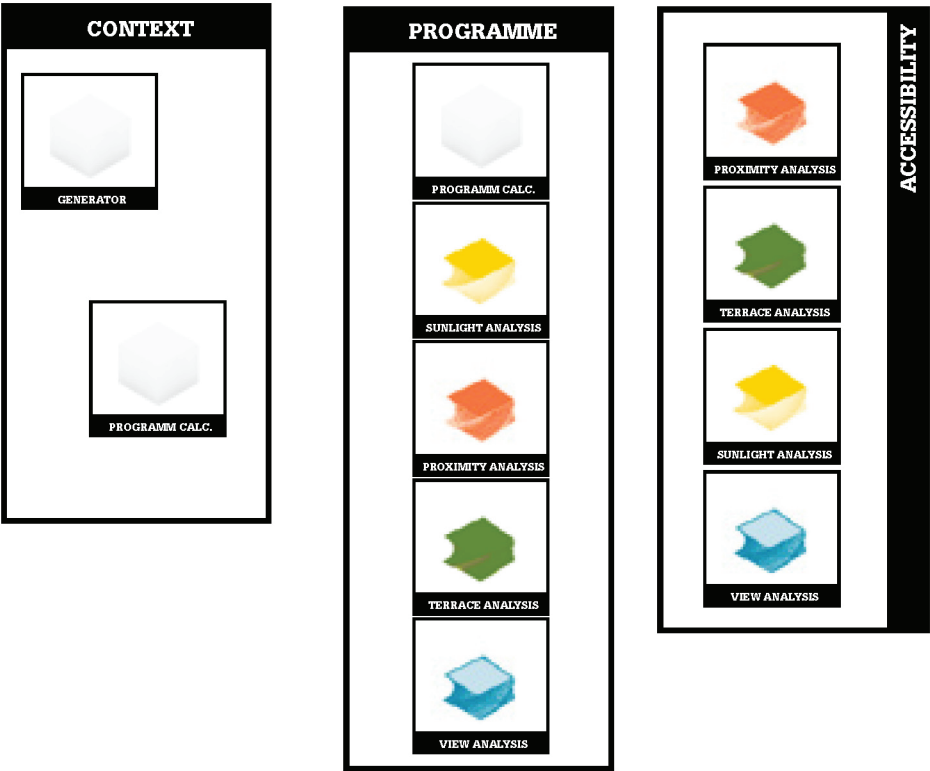 CONTEXT
GENERATOR
PROGRAMM CALC.
PROGRAMME
PROGRAMM CALC.
SUNLIGHT ANALYSIS
PROXIMITY ANALYSIS
TERRACE ANALYSIS
VIEW ANALYSIS
ACCESSIBILITY
PROXIMITY ANALYSIS
TERRACE ANALYSIS
SUNLIGHT ANALYSIS
VIEW ANALYSIS